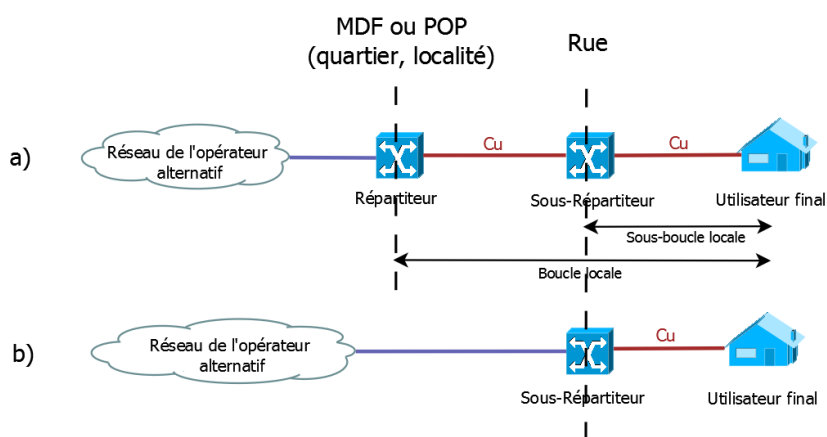 MDF ou POP
(quartier, localité)
Rue
a)
Réseau de l'opérateur
alternatif
Cu
Cu
Répartiteur
Sous-Répartiteur
Utilisateur final
Sous-boucle locale
Boucle locale
b)
Réseau de l'opérateur
alternatif
Cu
Sous-Répartiteur
Utilisateur final